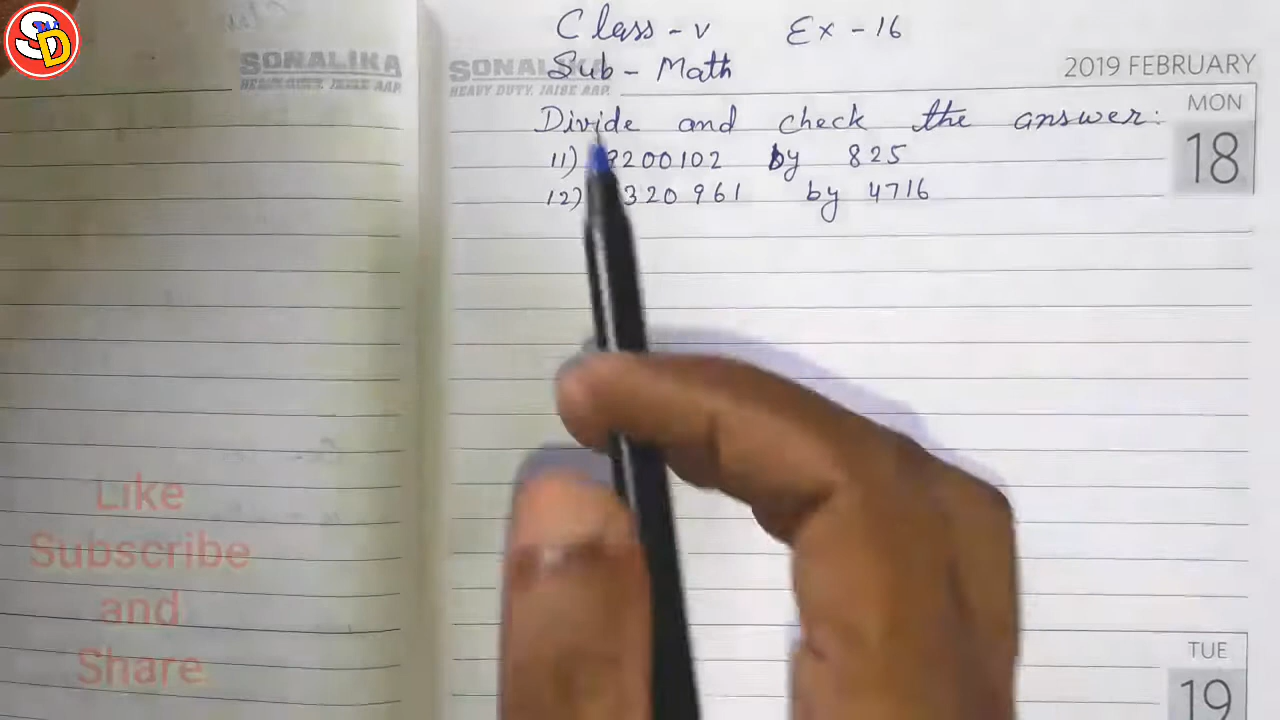 SD
Class - V Ex - 16
SONALIKA SONALIKA Sub - Math 2019 FEBRUARY
HEAVY DUTY. JAISE AAP. HEAVY DUTY. JAISE AAP.
Divide and check the answer: MON
11) 200102 by 825 18
12) 320961 by 4716
Like
Subscribe
and
Share
TUE
19